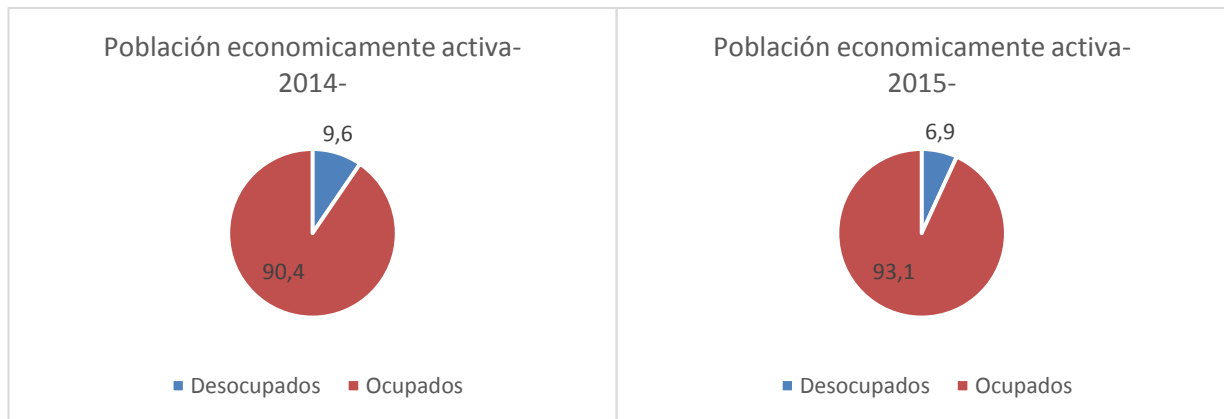 Población economicamente activa-
2014-
9,6
90,4
Desocupados Ocupados
Población economicamente activa-
2015-
6,9
93,1
Desocupados Ocupados